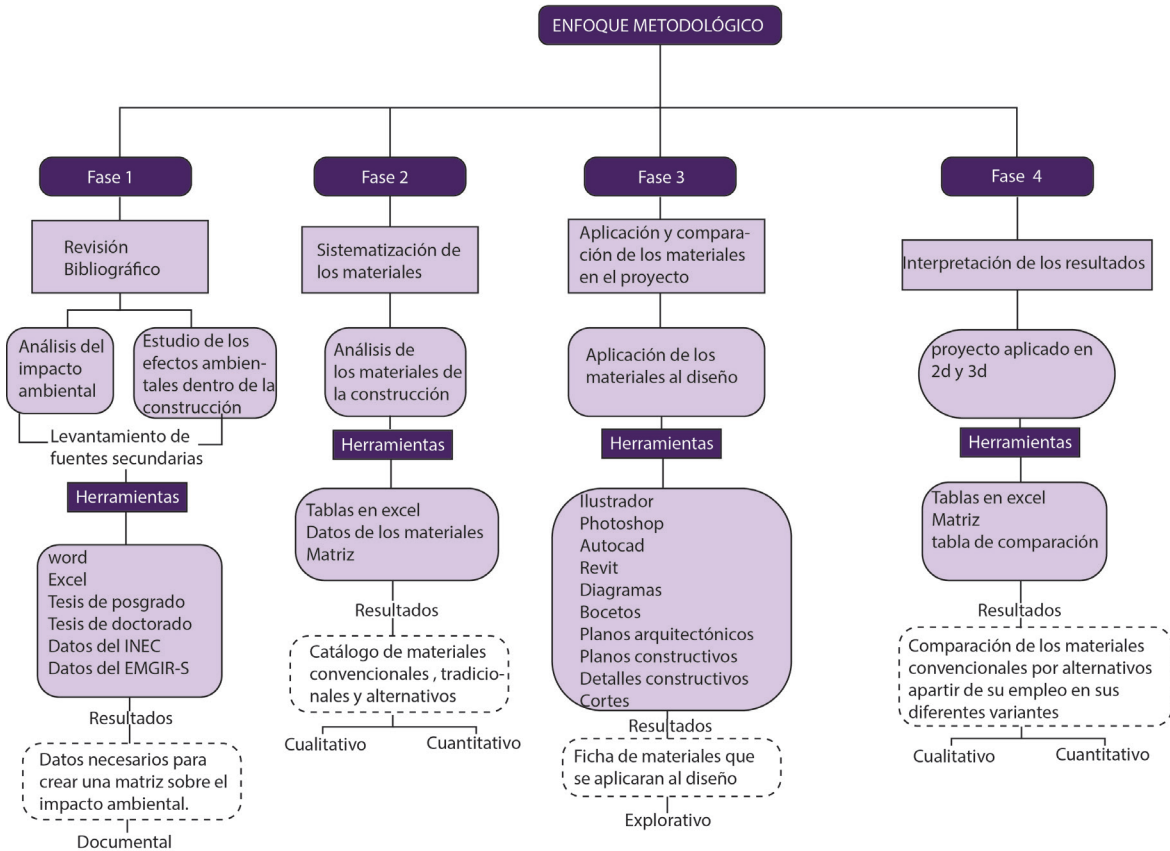 ENFOQUE METODOLÓGICO
Fase 1
Revisión
Bibliográfico
Análisis del
impacto
ambiental
Estudio de los
efectos ambien-
tales dentro de la
construcción
Levantamiento de
fuentes secundarias
Herramientas
word
Excel
Tesis de posgrado
Tesis de doctorado
Datos del INEC
Datos del EMGIR-S
Resultados
Datos necesarios para
crear una matriz sobre el
impacto ambiental.
Documental
Fase 2
Sistematización de
los materiales
Análisis de
los materiales de
la construcción
Herramientas
Tablas en excel
Datos de los materiales
Matriz
Resultados
Catálogo de materiales
convencionales , tradicio-
nales y alternativos
Cualitativo
Cuantitativo
Fase 3
Aplicación y compara-
ción de los materiales
en el proyecto
Aplicación de los
materiales al diseño
Herramientas
Ilustrador
Photoshop
Autocad
Revit
Diagramas
Bocetos
Planos arquitectónicos
Planos constructivos
Detalles constructivos
Cortes
Resultados
Ficha de materiales que
se aplicaran al diseño
Explorativo
Fase 4
Interpretación de los resultados
proyecto aplicado en
2d y 3d
Herramientas
Tablas en excel
Matriz
tabla de comparación
Resultados
Comparación de los materiales
convencionales por alternativos
apartir de su empleo en sus
diferentes variantes
Cualitativo
Cuantitativo